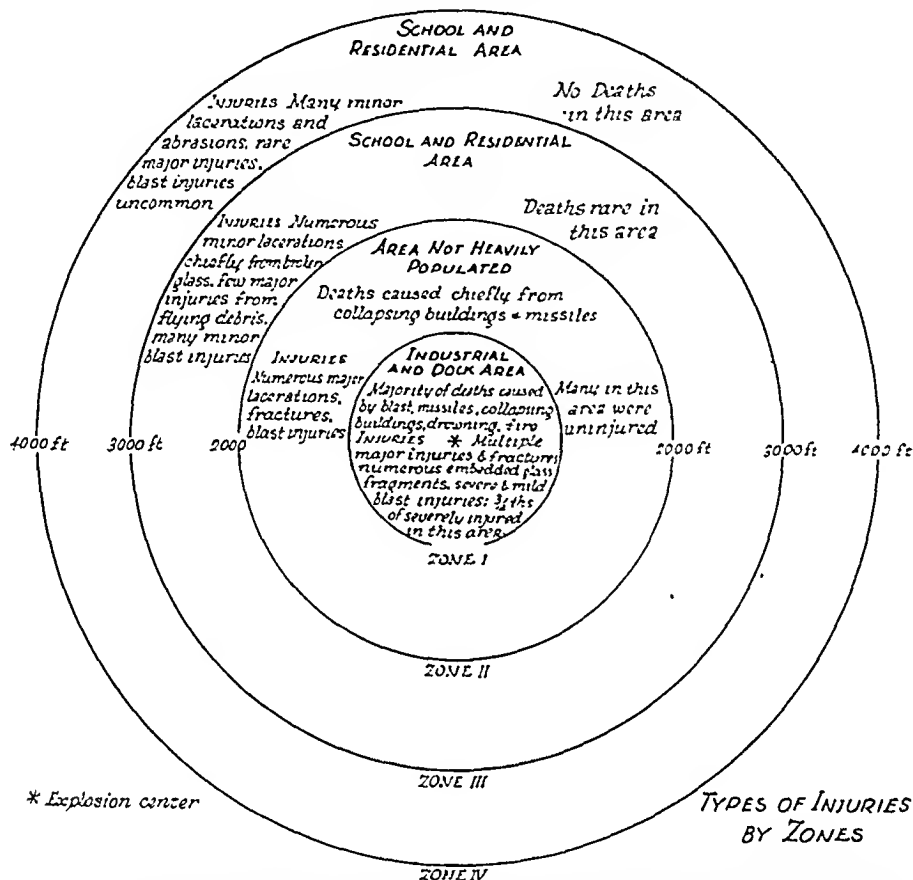 SCHOOL AND
RESIDENTIAL AREA
INJURIES Many minor
lacerations and
abrasions, rare
major injuries,
blast injuries
uncommon
No Deaths
in this area
SCHOOL AND RESIDENTIAL
AREA
INJURIES Numerous
minor lacerations
chiefly from broken
glass, few major
injuries from
flying debris,
many minor
blast injuries
Deaths rare in
this area
AREA NOT HEAVILY
POPULATED
Deaths caused chiefly from
collapsing buildings & missiles
INJURIES
Numerous major
lacerations,
fractures,
blast injuries
Many in this
area were
uninjured
INDUSTRIAL
AND DOCK AREA
Majority of deaths caused
by blast, missiles, collapsing
buildings, drowning, fire
INJURIES * Multiple
major injuries & fractures
numerous embedded glass
fragments, severe & mild
blast injuries: 3/4ths
of severely injured
in this area
4000 ft 3000 ft 2000 2000 ft 3000 ft 4000 ft
ZONE I
ZONE II
ZONE III
ZONE IV
* Explosion center
TYPES OF INJURIES
BY ZONES